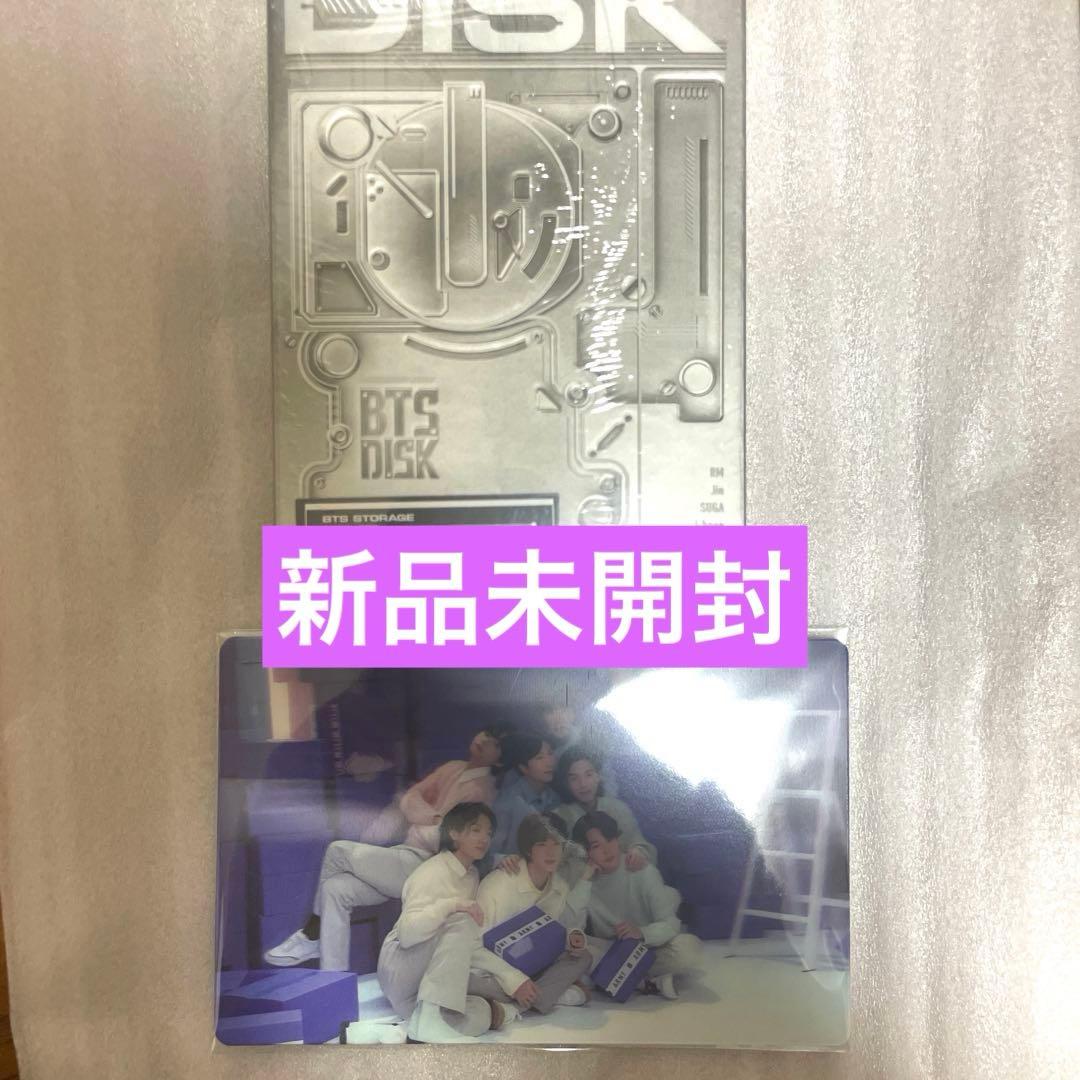 DISK
BTS
DISK
RM
Jin
SUGA
BTS STORAGE
新品未開封